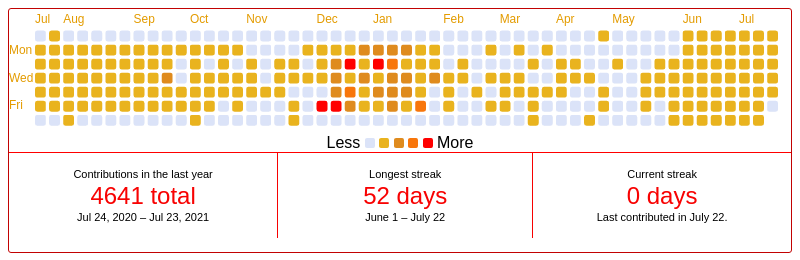 Jul Aug Sep Oct Nov Dec Jan Feb Mar Apr May Jun Jul
Mon
Wed
Fri
Less More
Contributions in the last year
4641 total
Jul 24, 2020 – Jul 23, 2021
Longest streak
52 days
June 1 – July 22
Current streak
0 days
Last contributed in July 22.